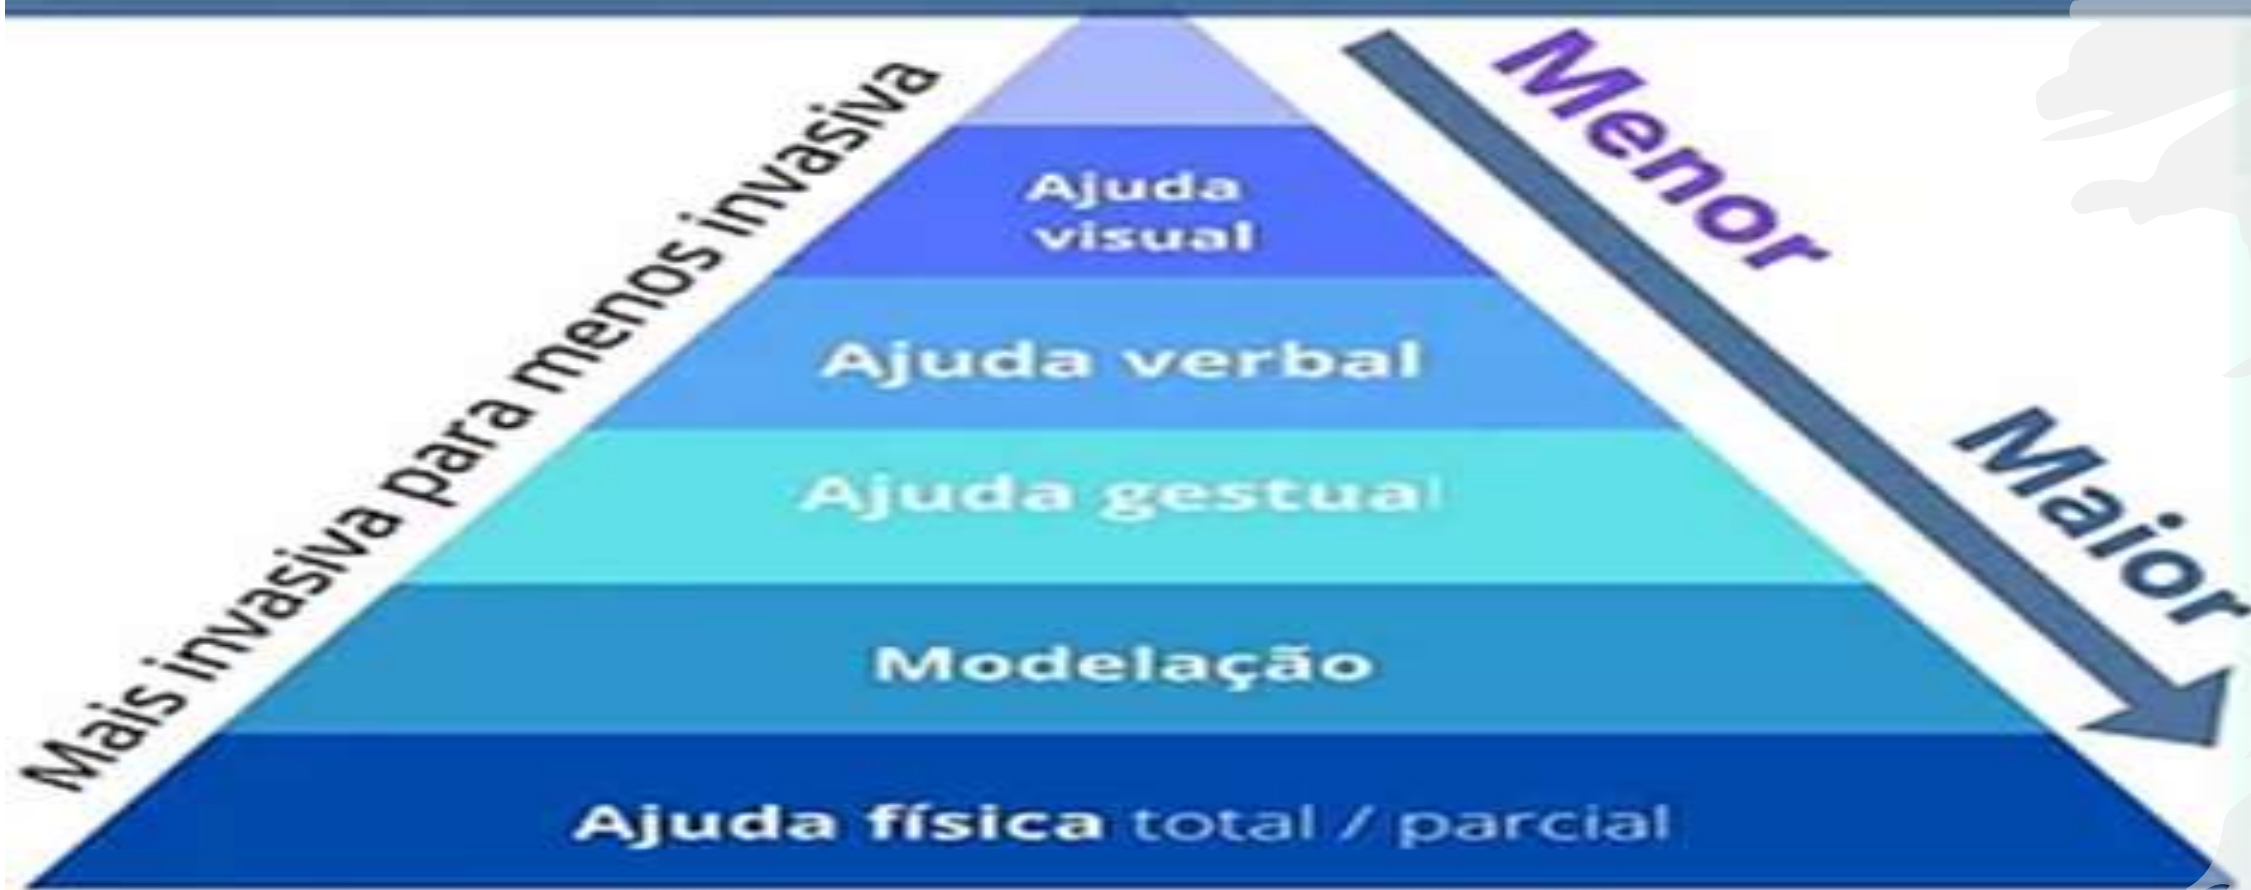 Mais invasiva para menos invasiva
Menor
Maior
Ajuda
visual
Ajuda verbal
Ajuda gestual
Modelação
Ajuda física total / parcial